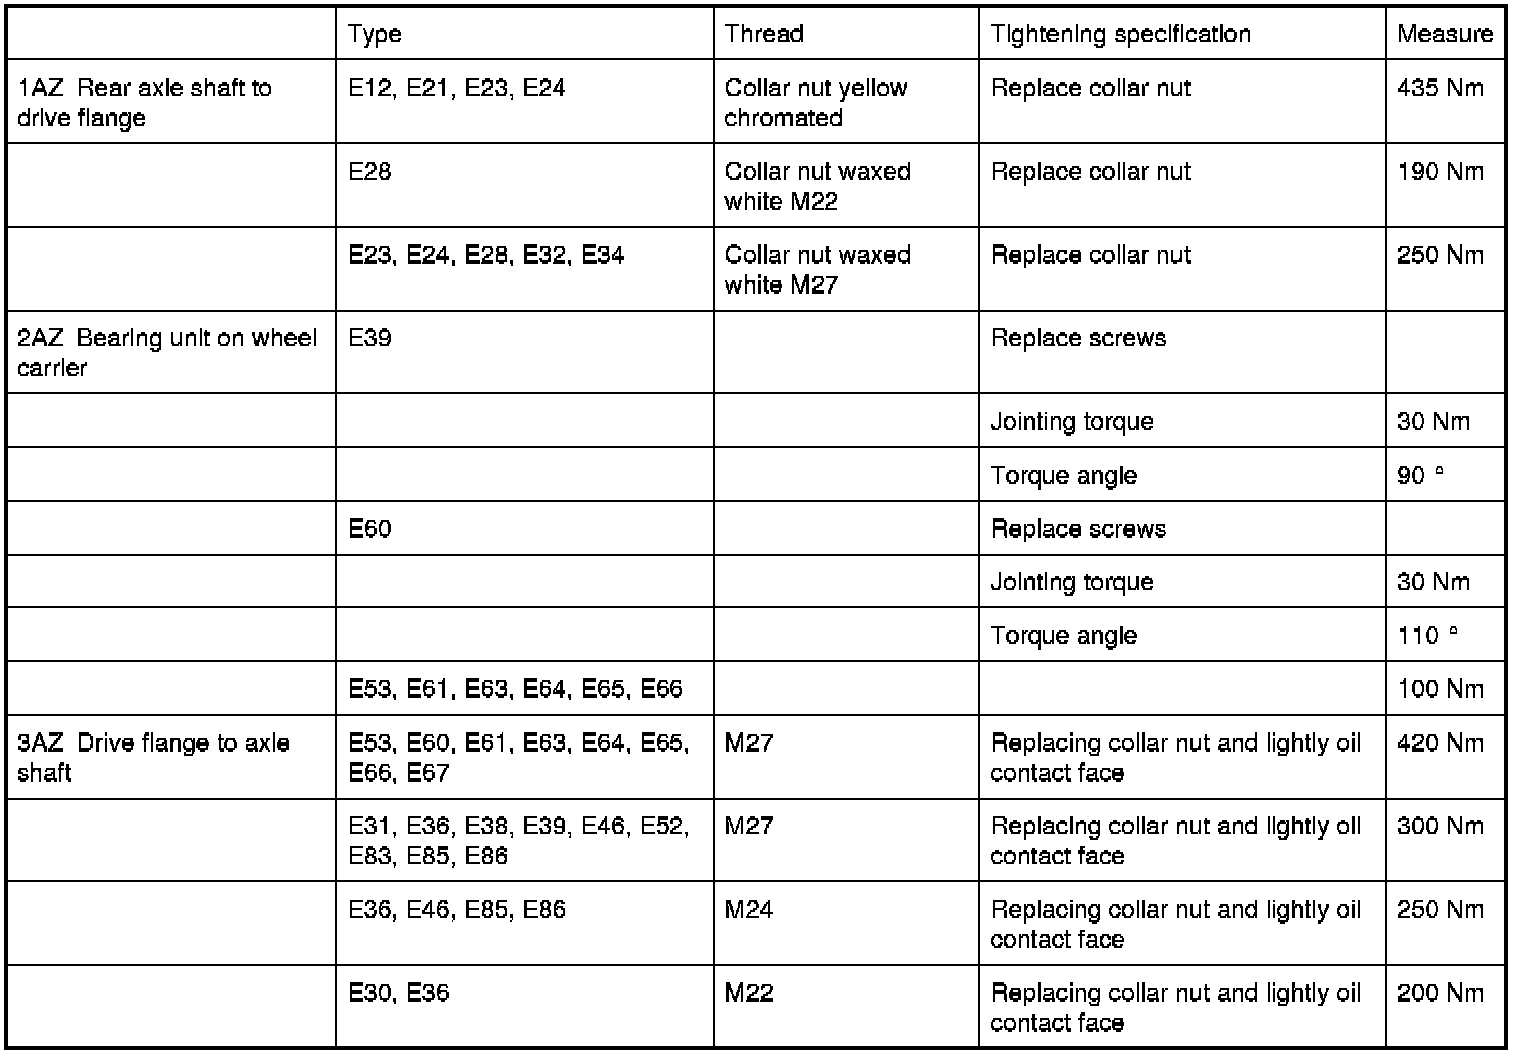 Type Thread Tightening specification Measure
1AZ Rear axle shaft to E12, E21, E23, E24 Collar nut yellow Replace collar nut 435 Nm
drive flange chromated
E28 Collar nut waxed Replace collar nut 190 Nm
white M22
E23, E24, E28, E32, E34 Collar nut waxed Replace collar nut 250 Nm
white M27
2AZ Bearing unit on wheel E39 Replace screws
carrier
Jointing torque 30 Nm
Torque angle 90 °
E60 Replace screws
Jointing torque 30 Nm
Torque angle 110 °
E53, E61, E63, E64, E65, E66 100 Nm
3AZ Drive flange to axle E53, E60, E61, E63, E64, E65, M27 Replacing collar nut and lightly oil 420 Nm
shaft E66, E67 contact face
E31, E36, E38, E39, E46, E52, M27 Replacing collar nut and lightly oil 300 Nm
E83, E85, E86 contact face
E36, E46, E85, E86 M24 Replacing collar nut and lightly oil 250 Nm
contact face
E30, E36 M22 Replacing collar nut and lightly oil 200 Nm
contact face